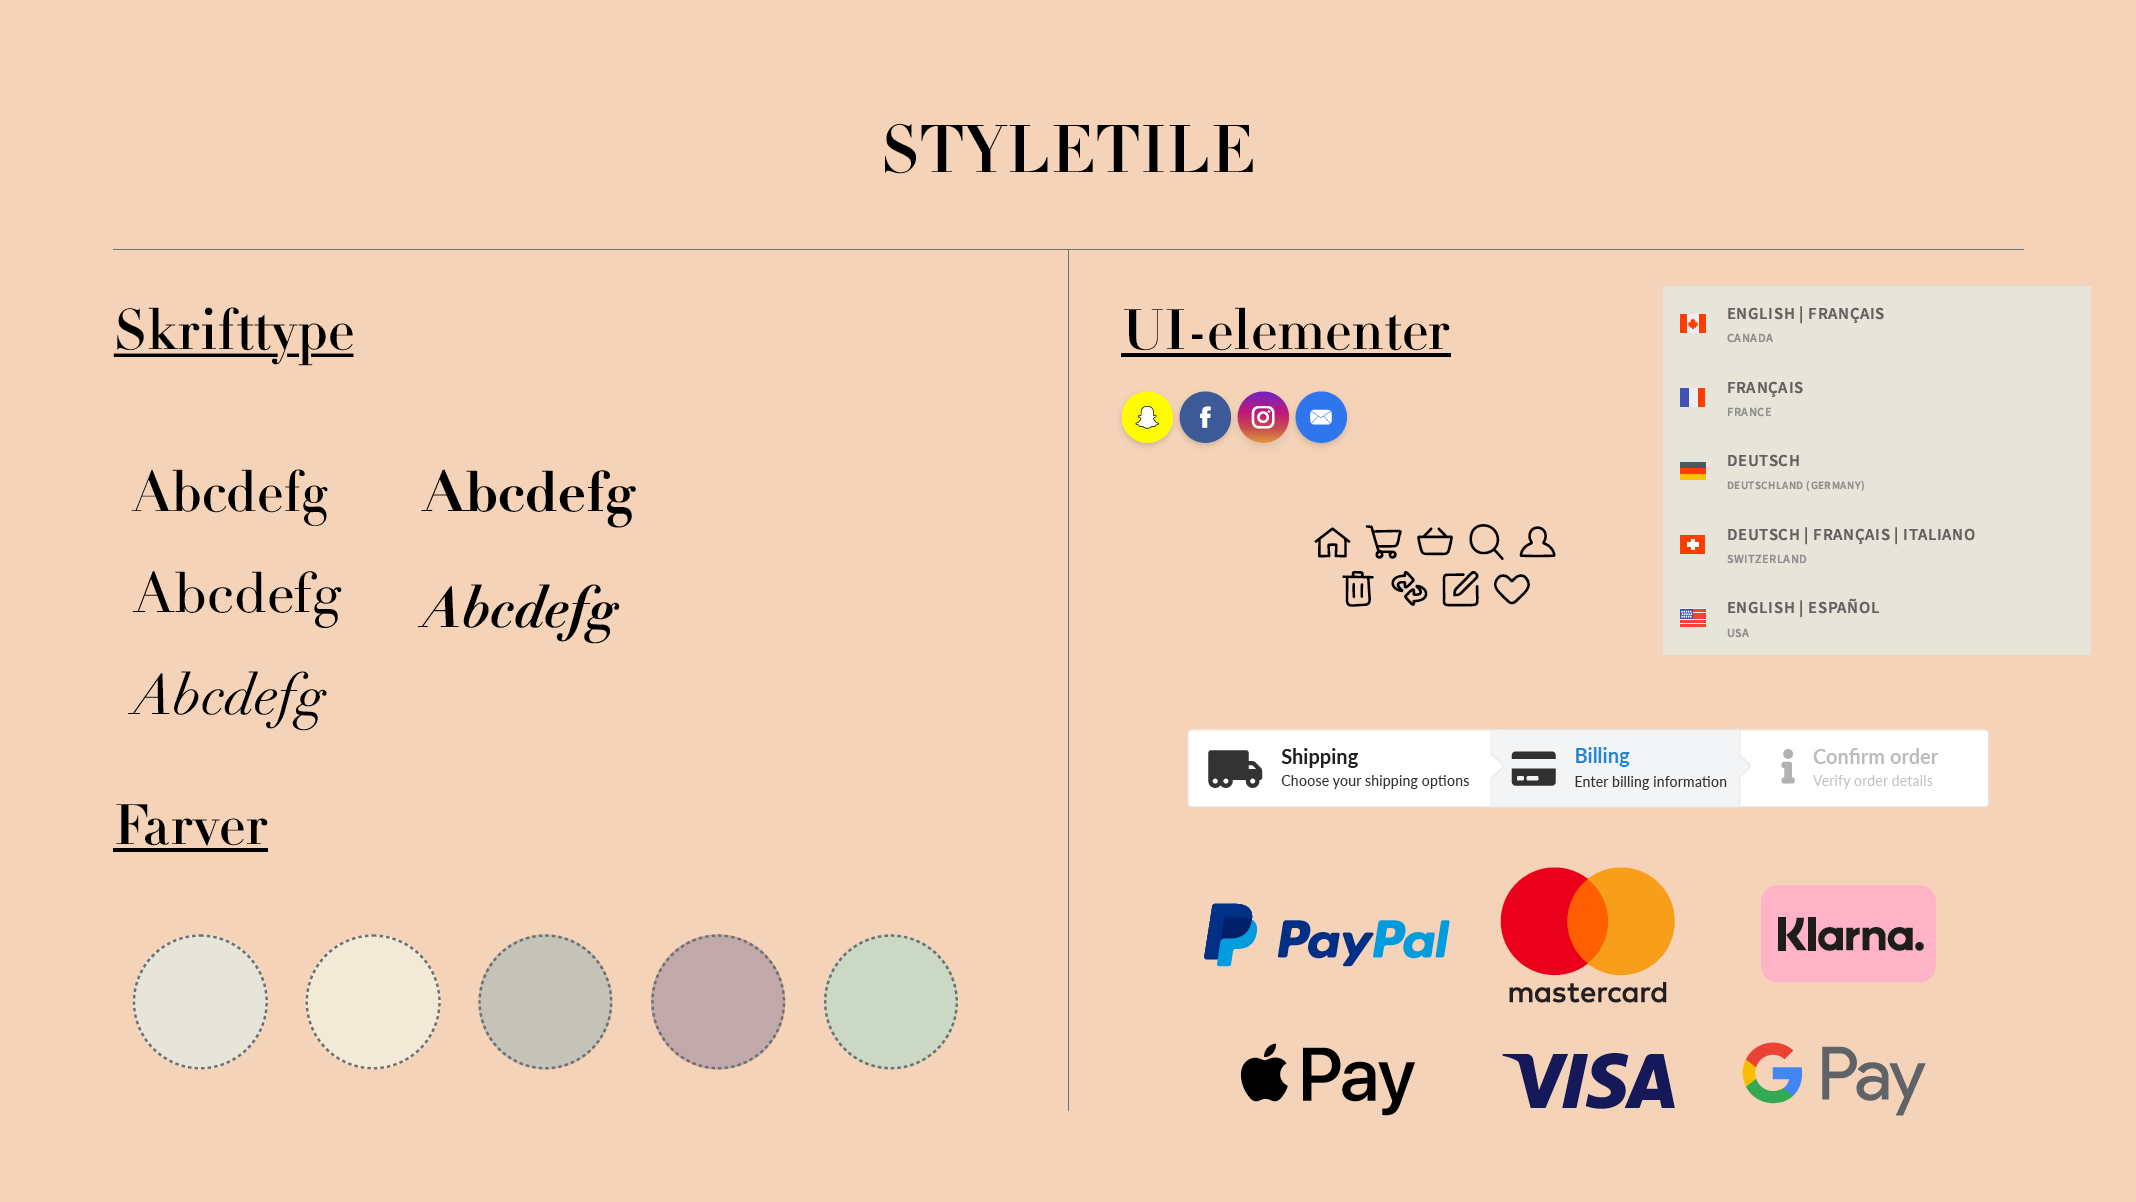 STYLETILE
Skrifttype
Abcdefg
Abcdefg
Abcdefg
Abcdefg
Abcdefg
Farver
UI-elementer
f
ENGLISH | FRANÇAIS
CANADA
FRANÇAIS
FRANCE
DEUTSCH
DEUTSCHLAND (GERMANY)
DEUTSCH | FRANÇAIS | ITALIANO
SWITZERLAND
ENGLISH | ESPAÑOL
USA
Shipping
Choose your shipping options
Billing
Enter billing information
Confirm order
Verify order details
PayPal
mastercard
Klarna.
Pay
VISA
G Pay